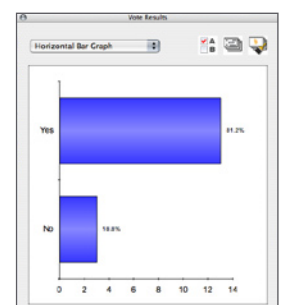 Vote Results
Horizontal Bar Graph
A
B
Yes
81.2%
No
18.8%
0 2 4 6 8 10 12 14